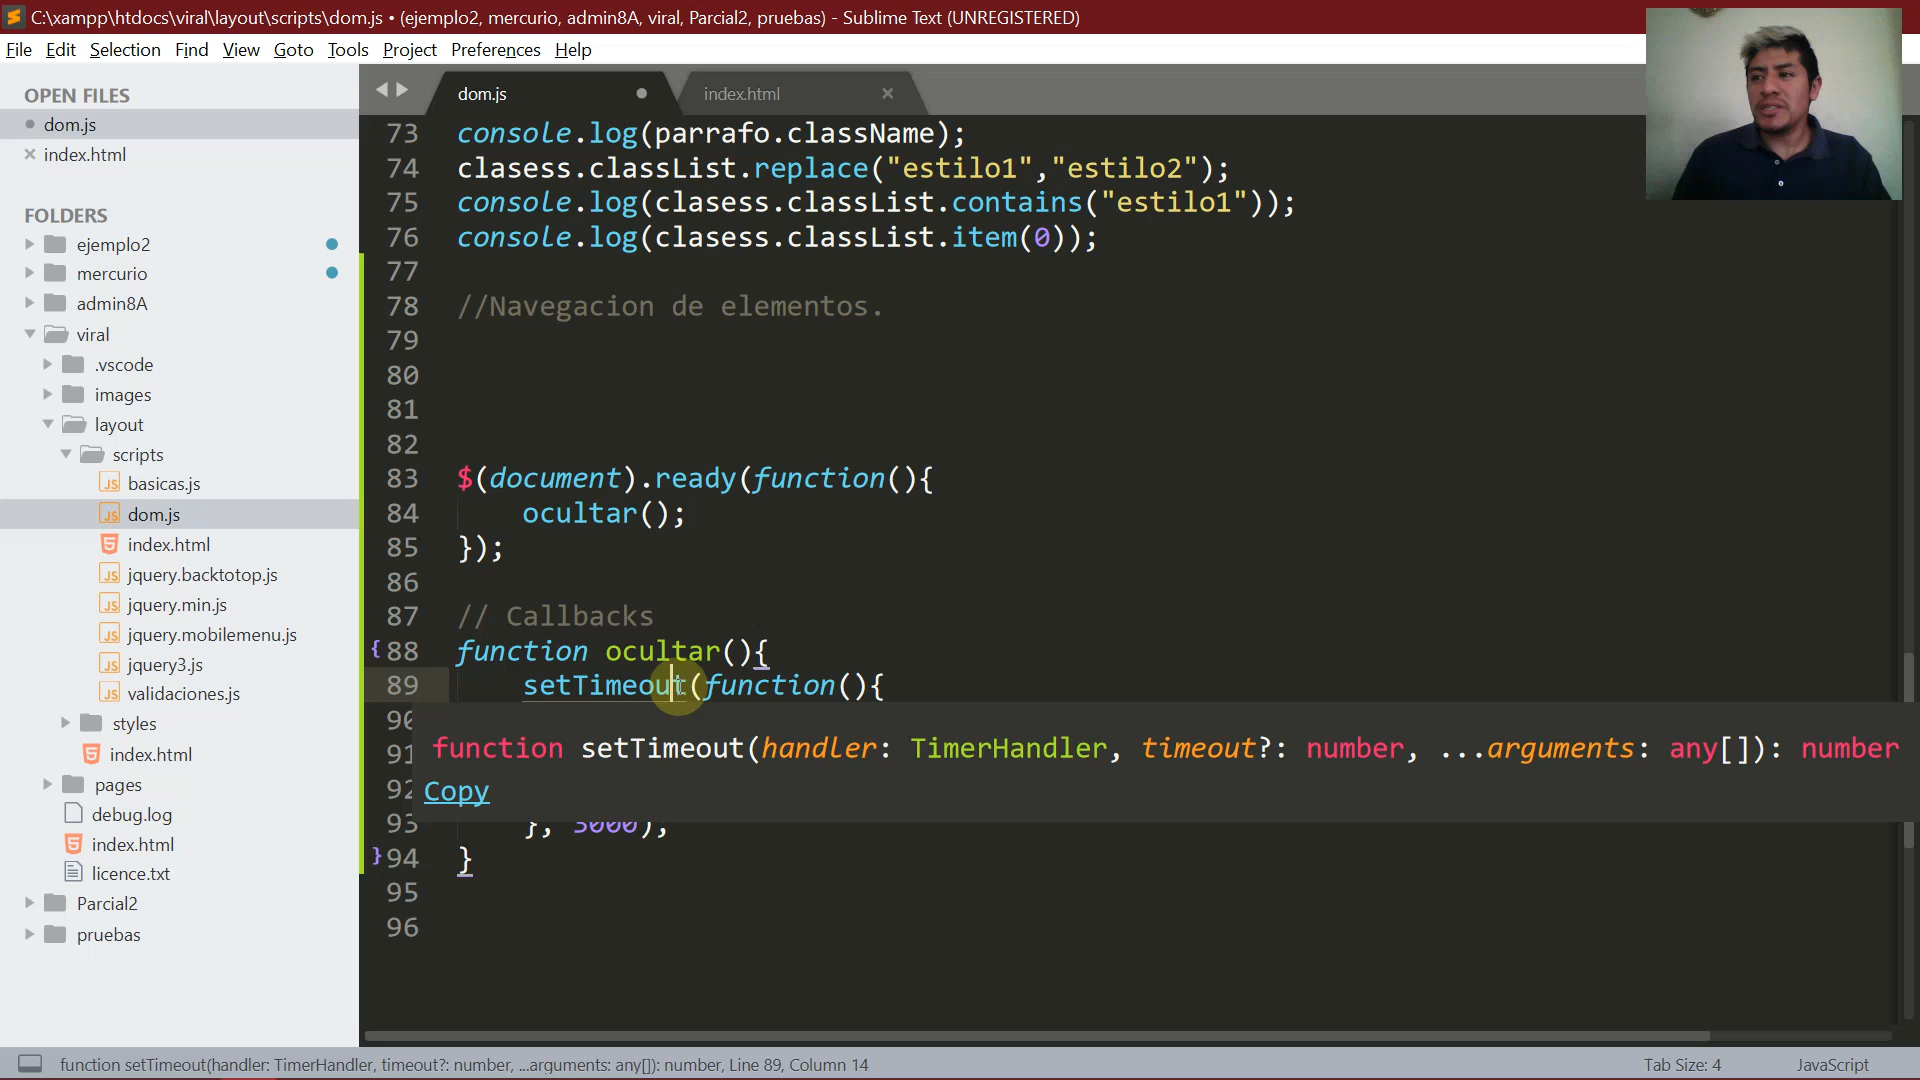 C:\xampp\htdocs\viral\layout\scripts\dom.js • (ejemplo2, mercurio, admin8A, viral, Parcial2, pruebas) - Sublime Text (UNREGISTERED)
File Edit Selection Find View Goto Tools Project Preferences Help
OPEN FILES
dom.js
index.html
FOLDERS
ejemplo2
mercurio
admin8A
viral
.vscode
images
layout
scripts
basicas.js
dom.js
index.html
jquery.backtotop.js
jquery.min.js
jquery.mobilemenu.js
jquery3.js
validaciones.js
styles
index.html
pages
debug.log
index.html
licence.txt
Parcial2
pruebas
dom.js index.html
73 console.log(parrafo.className);
74 clasess.classList.replace("estilo1","estilo2");
75 console.log(clasess.classList.contains("estilo1"));
76 console.log(clasess.classList.item(0));
77
78 //Navegacion de elementos.
79
80
81
82
83 $(document).ready(function(){
84 ocultar();
85 });
86
87 // Callbacks
88 function ocultar(){
89 setTimeout(function(){
90
91 function setTimeout(handler: TimerHandler, timeout?: number, ...arguments: any[]): number
92 Copy
93 }, 3000);
94 }
95
96
function setTimeout(handler: TimerHandler, timeout?: number, ...arguments: any[]): number, Line 89, Column 14
Tab Size: 4
JavaScript